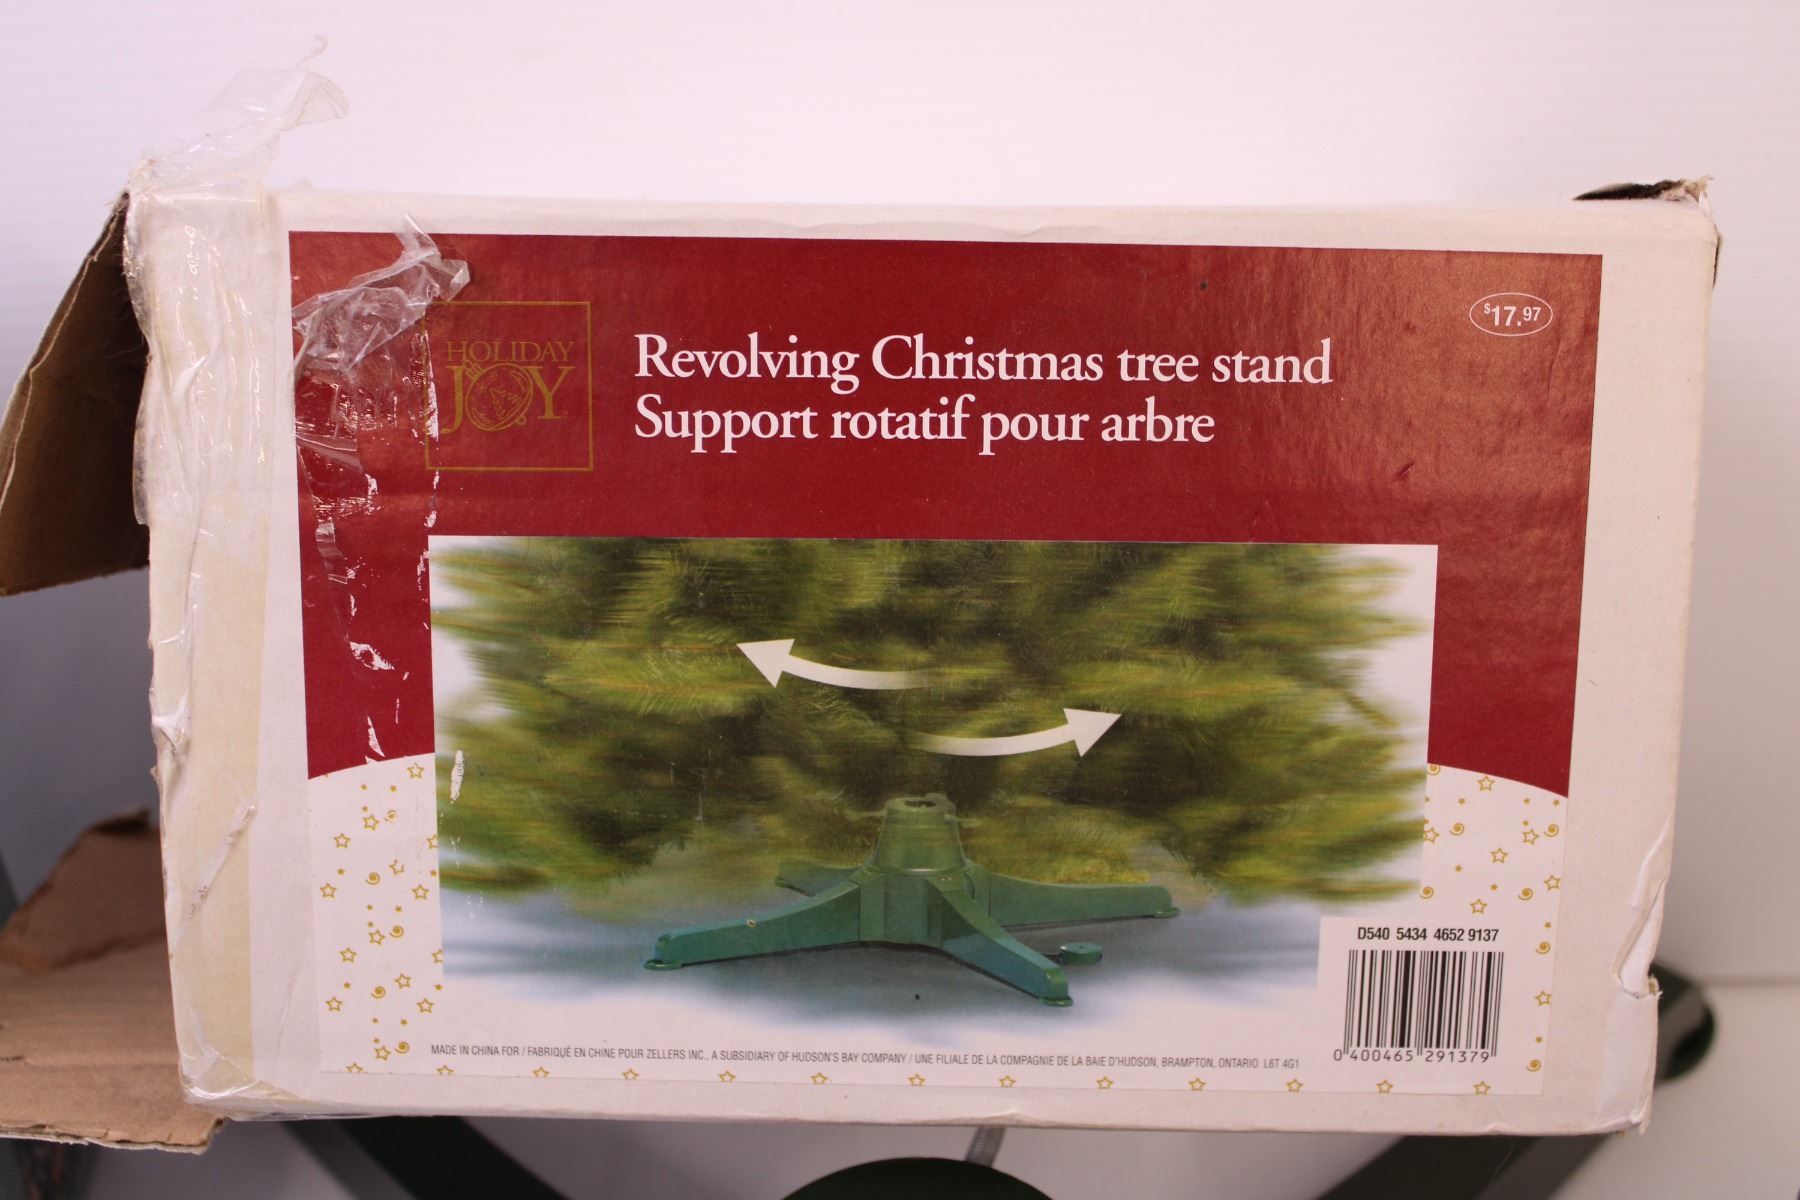 HOLIDAY
JOY
Revolving Christmas tree stand
Support rotatif pour arbre
$17.97
D540 5434 4652 9137
0 400465 291379
MADE IN CHINA FOR / FABRIQUÉ EN CHINE POUR ZELLERS INC., A SUBSIDIARY OF HUDSON'S BAY COMPANY / UNE FILIALE DE LA COMPAGNIE DE LA BAIE D'HUDSON, BRAMPTON, ONTARIO L6T 4G1